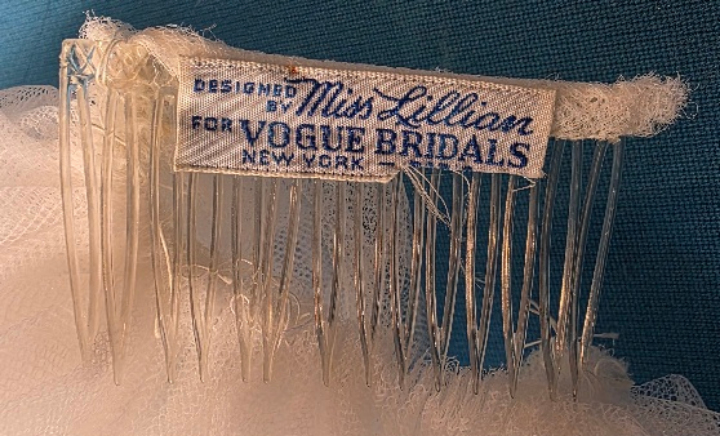 DESIGNED BY Miss Lillian
FOR VOGUE BRIDALS
NEW YORK